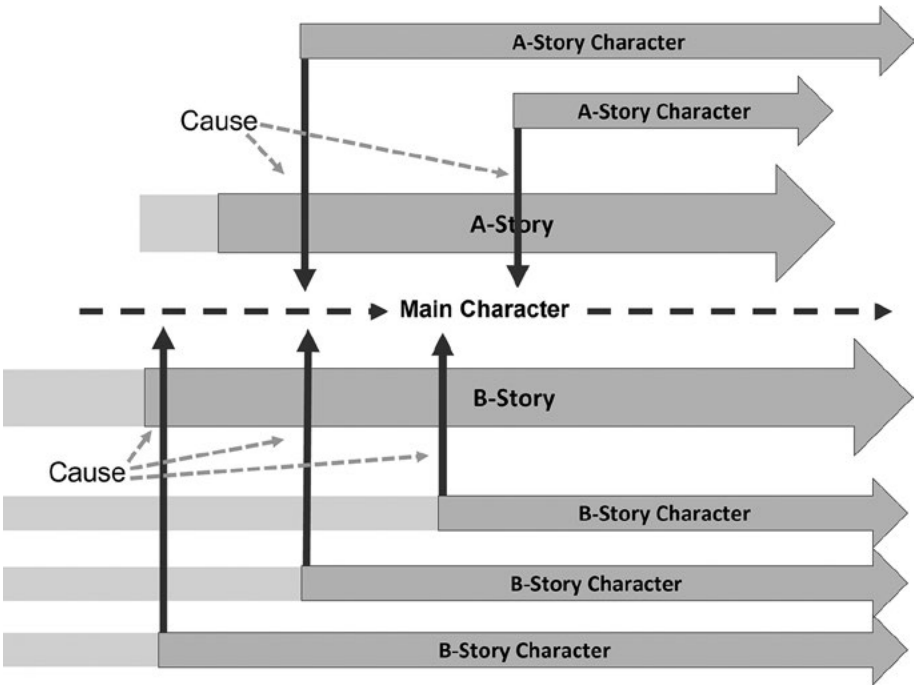 A-Story Character
A-Story Character
Cause
A-Story
Main Character
B-Story
Cause
B-Story Character
B-Story Character
B-Story Character